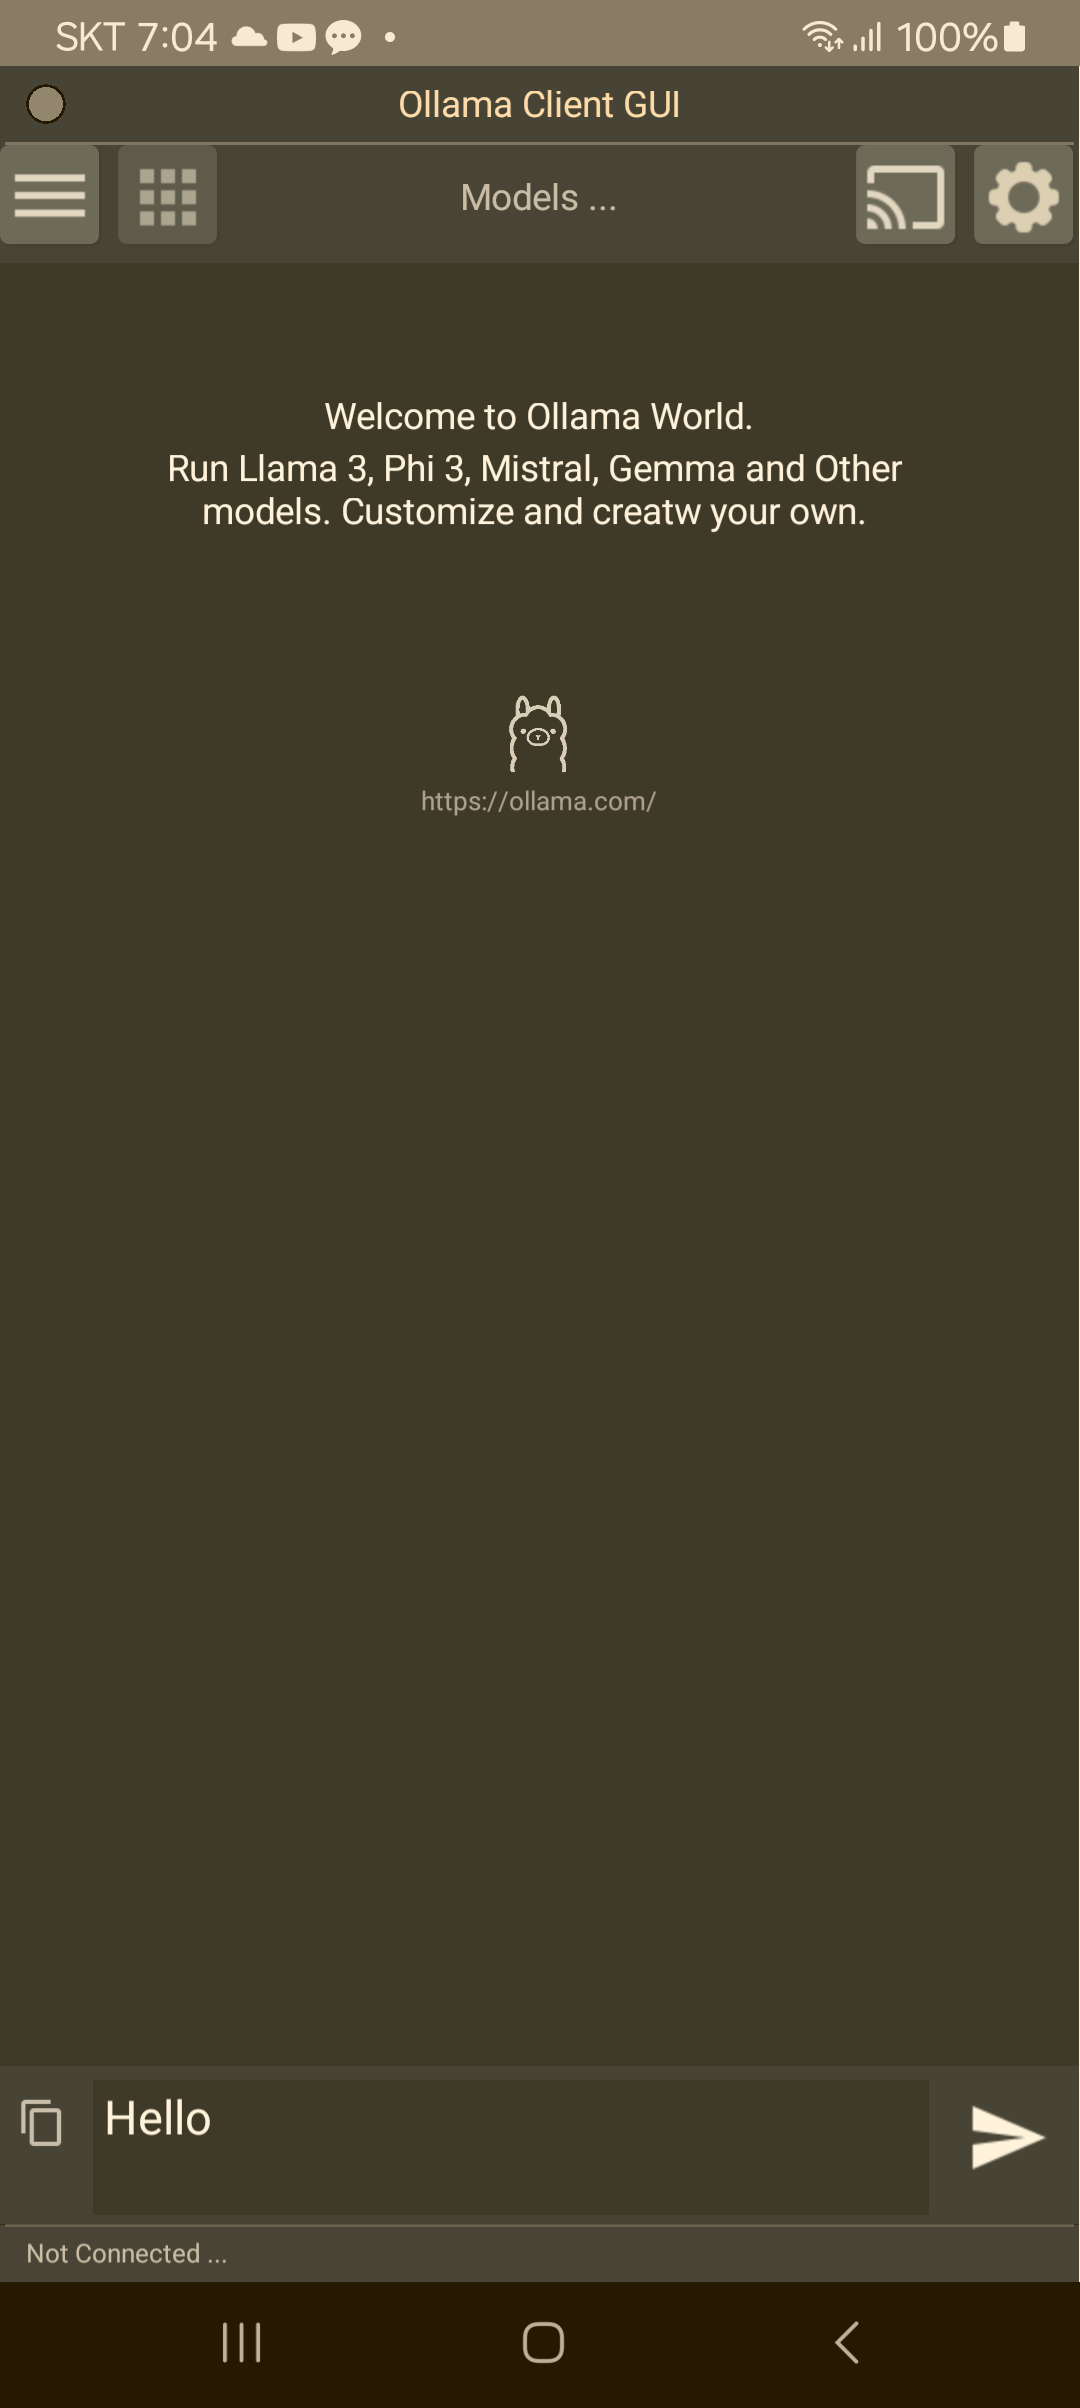 SKT 7:04
100%
Ollama Client GUI
Models ...
Welcome to Ollama World.
Run Llama 3, Phi 3, Mistral, Gemma and Other
models. Customize and creatw your own.
https://ollama.com/
Hello
Not Connected ...